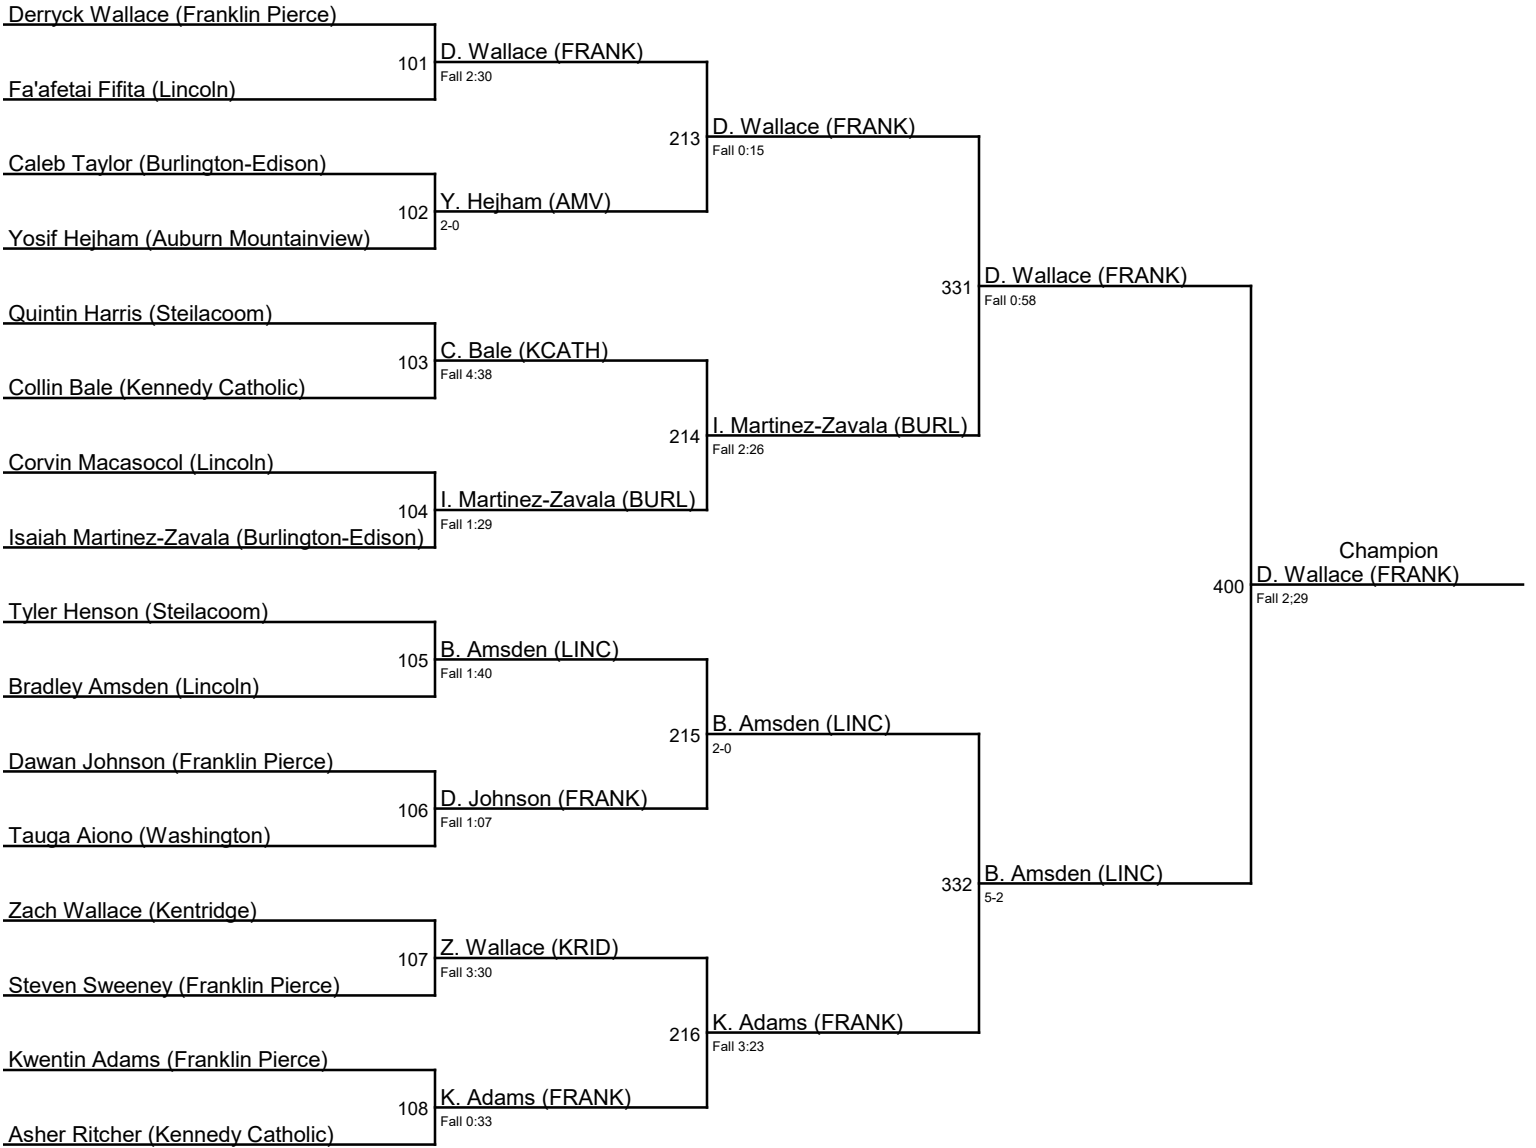 Derryck Wallace (Franklin Pierce)
101
D. Wallace (FRANK)
Fall 2:30
Fa'afetai Fifita (Lincoln)
213
D. Wallace (FRANK)
Fall 0:15
Caleb Taylor (Burlington-Edison)
102
Y. Hejham (AMV)
2-0
Yosif Hejham (Auburn Mountainview)
331
D. Wallace (FRANK)
Fall 0:58
Quintin Harris (Steilacoom)
103
C. Bale (KCATH)
Fall 4:38
Collin Bale (Kennedy Catholic)
214
I. Martinez-Zavala (BURL)
Fall 2:26
Corvin Macasocol (Lincoln)
104
I. Martinez-Zavala (BURL)
Fall 1:29
Isaiah Martinez-Zavala (Burlington-Edison)
Champion
400
D. Wallace (FRANK)
Fall 2;29
Tyler Henson (Steilacoom)
105
B. Amsden (LINC)
Fall 1:40
Bradley Amsden (Lincoln)
215
B. Amsden (LINC)
2-0
Dawan Johnson (Franklin Pierce)
106
D. Johnson (FRANK)
Fall 1:07
Tauga Aiono (Washington)
332
B. Amsden (LINC)
5-2
Zach Wallace (Kentridge)
107
Z. Wallace (KRID)
Fall 3:30
Steven Sweeney (Franklin Pierce)
216
K. Adams (FRANK)
Fall 3:23
Kwentin Adams (Franklin Pierce)
108
K. Adams (FRANK)
Fall 0:33
Asher Ritcher (Kennedy Catholic)